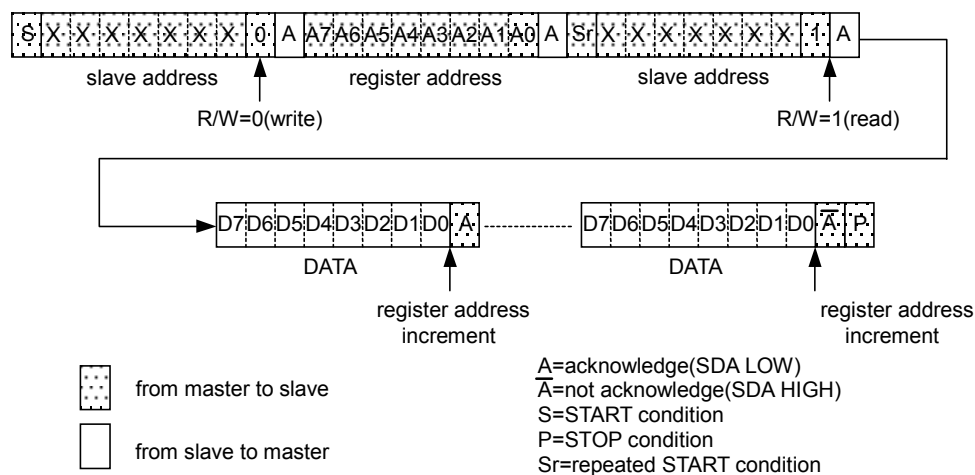 S X X X X X X X 0 A A7 A6 A5 A4 A3 A2 A1 A0 A Sr X X X X X X X 1 A
slave address register address slave address
R/W=0(write) R/W=1(read)
D7 D6 D5 D4 D3 D2 D1 D0 A D7 D6 D5 D4 D3 D2 D1 D0 A̅ P
DATA DATA
register address increment
register address increment
from master to slave
from slave to master
A=acknowledge(SDA LOW)
A̅=not acknowledge(SDA HIGH)
S=START condition
P=STOP condition
Sr=repeated START condition